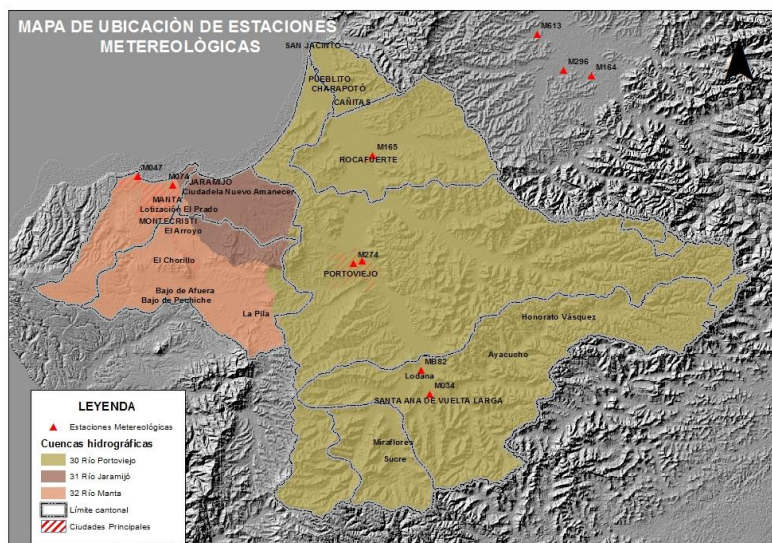 MAPA DE UBICACIÒN DE ESTACIONES
METEREOLÒGICAS
M613
M296
M164
SAN JACINTO
PUEBLITO
CHARAPOTÓ
CAÑITAS
M165
ROCAFUERTE
M047
M074
JARAMIJO
Ciudadela Nuevo Amanecer
MANTA
Lotización El Prado
MONTECRISTI
El Arroyo
M274
PORTOVIEJO
El Chorillo
Bajo de Afuera
Bajo de Pechiche
La Pila
Honorato Vásquez
Ayacucho
MB82
Lodana
M034
SANTA ANA DE VUELTA LARGA
Miraflores
Sucre
LEYENDA
Estaciones Metereológicas
Cuencas hidrográficas
30 Río Portoviejo
31 Río Jaramijó
32 Río Manta
Límite cantonal
Ciudades Principales